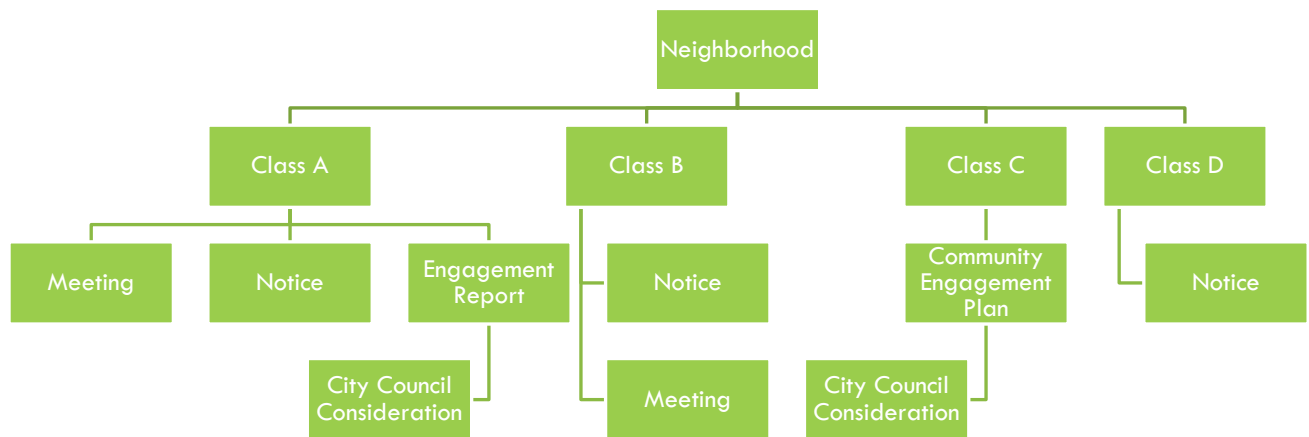 Neighborhood
Class A
Class B
Class C
Class D
Meeting
Notice
Engagement
Report
Notice
Community
Engagement
Plan
Notice
City Council
Consideration
Meeting
City Council
Consideration